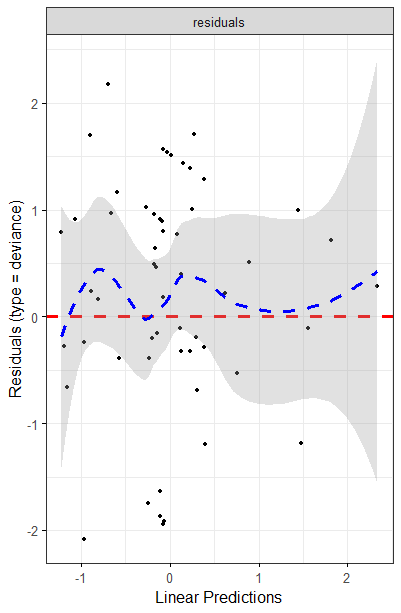 residuals
Residuals (type = deviance)
2
1
0
-1
-2
-1 0 1 2
Linear Predictions